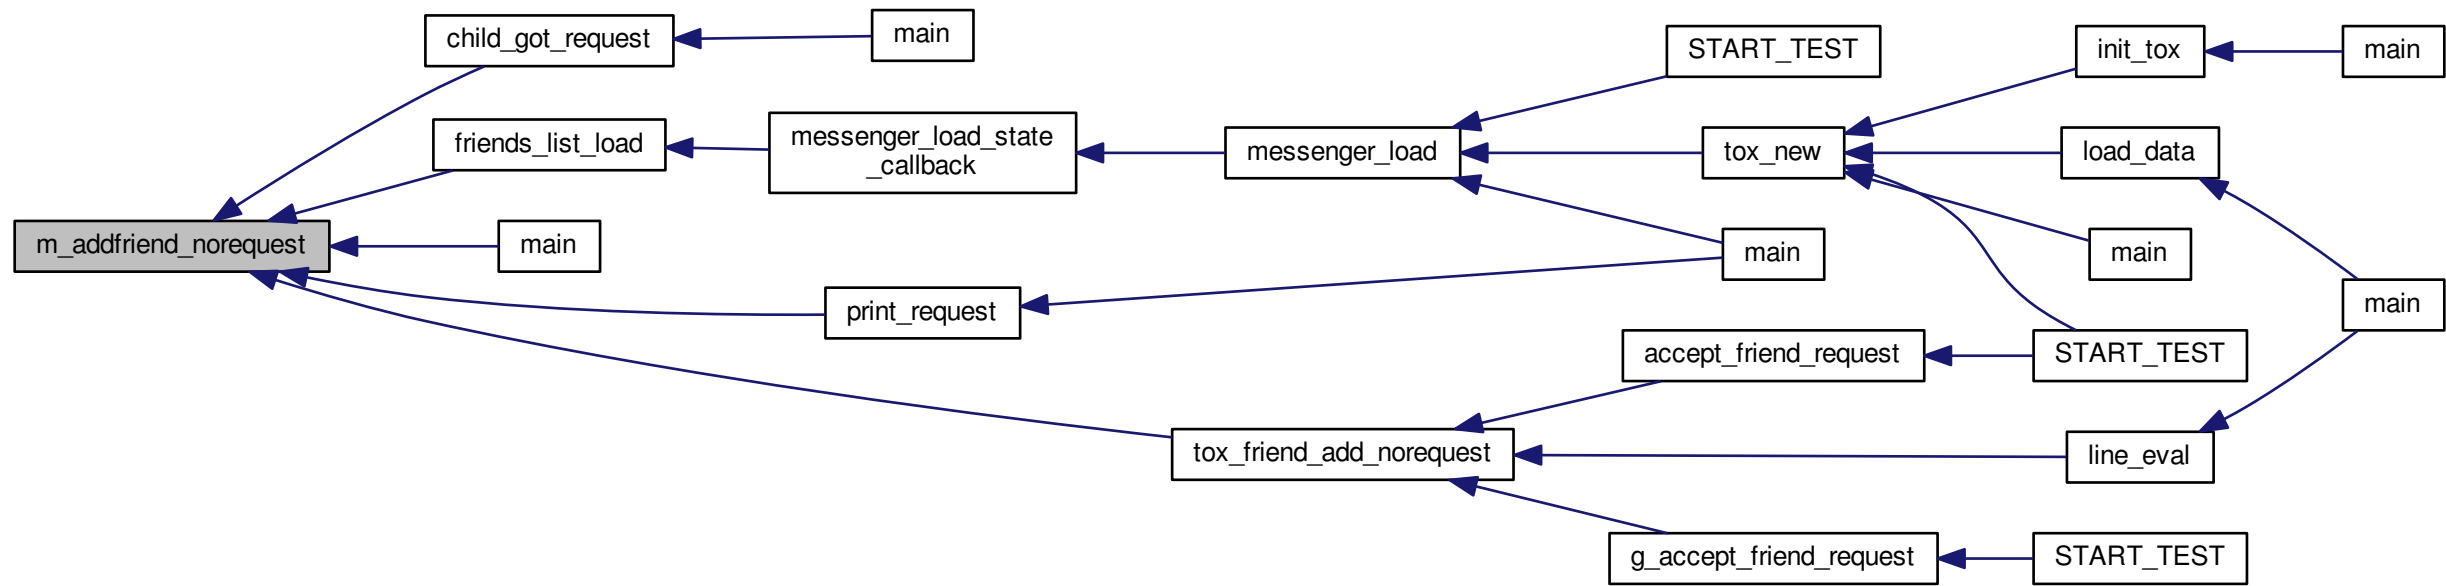 child_got_request
main
START_TEST
init_tox
main
friends_list_load
messenger_load_state
_callback
messenger_load
tox_new
load_data
m_addfriend_norequest
main
main
main
print_request
main
accept_friend_request
START_TEST
tox_friend_add_norequest
line_eval
g_accept_friend_request
START_TEST